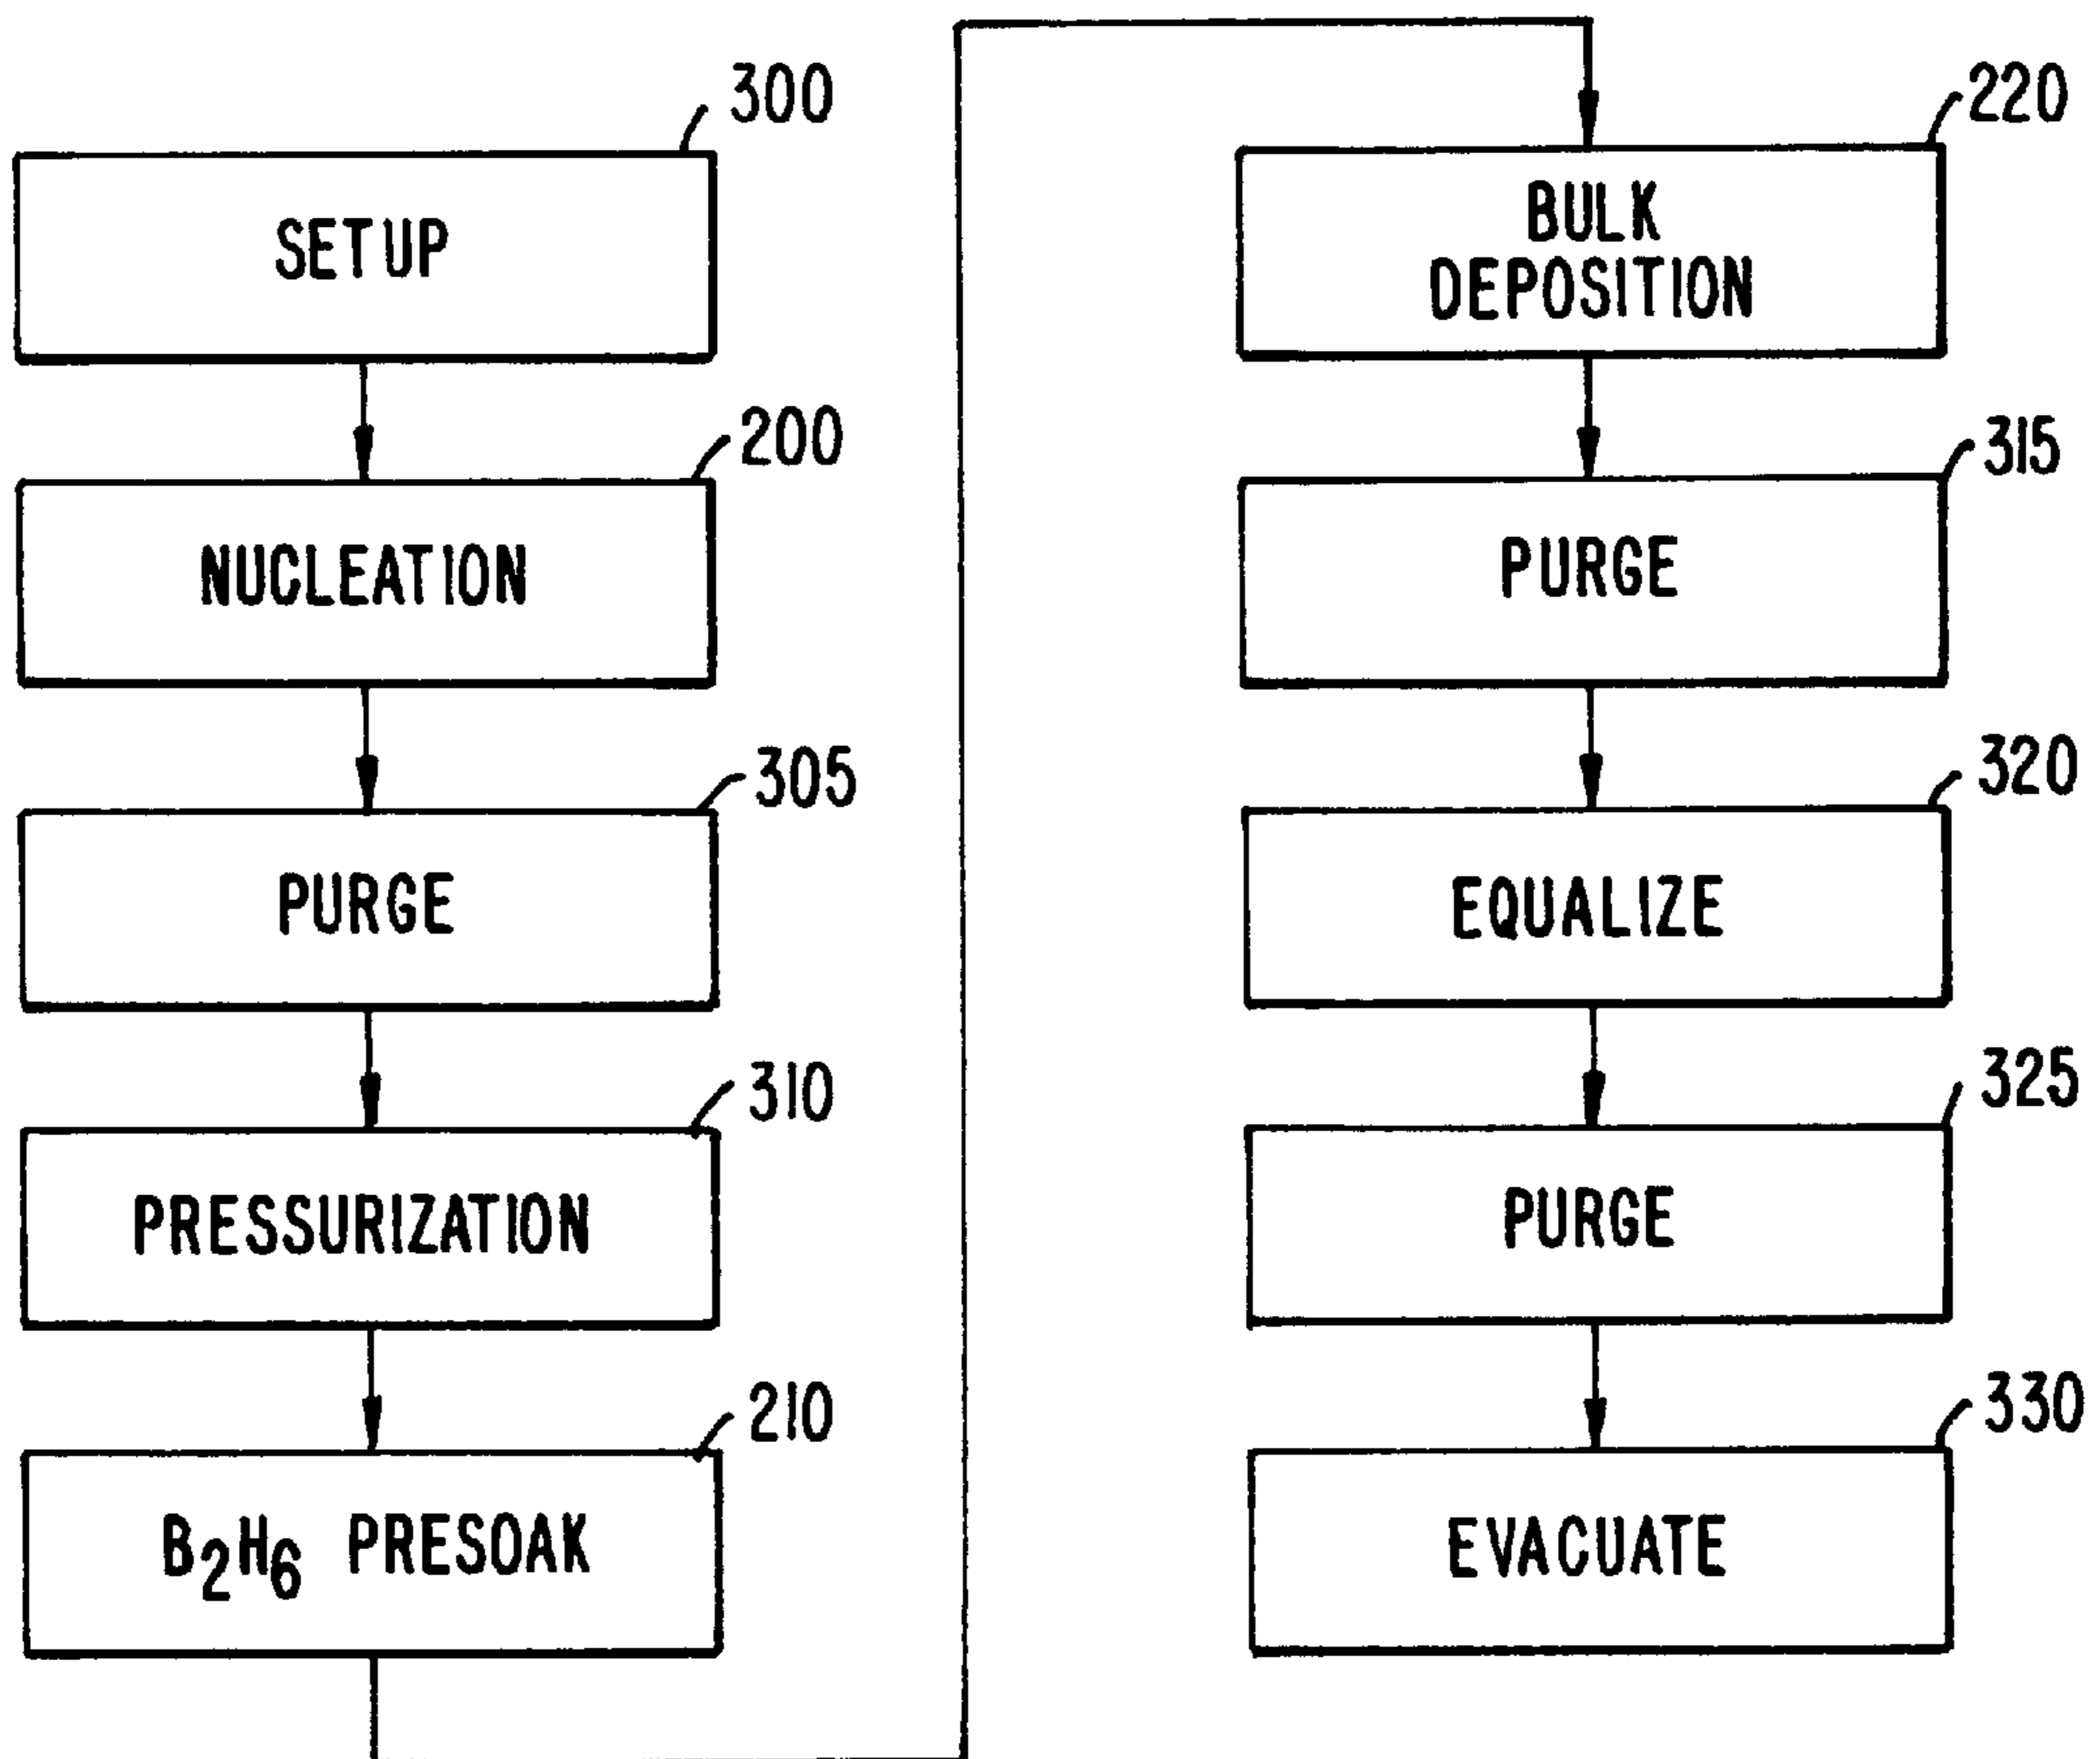 300
SETUP
200
NUCLEATION
305
PURGE
310
PRESSURIZATION
210
B2H6 PRESOAK
220
BULK
DEPOSITION
315
PURGE
320
EQUALIZE
325
PURGE
330
EVACUATE